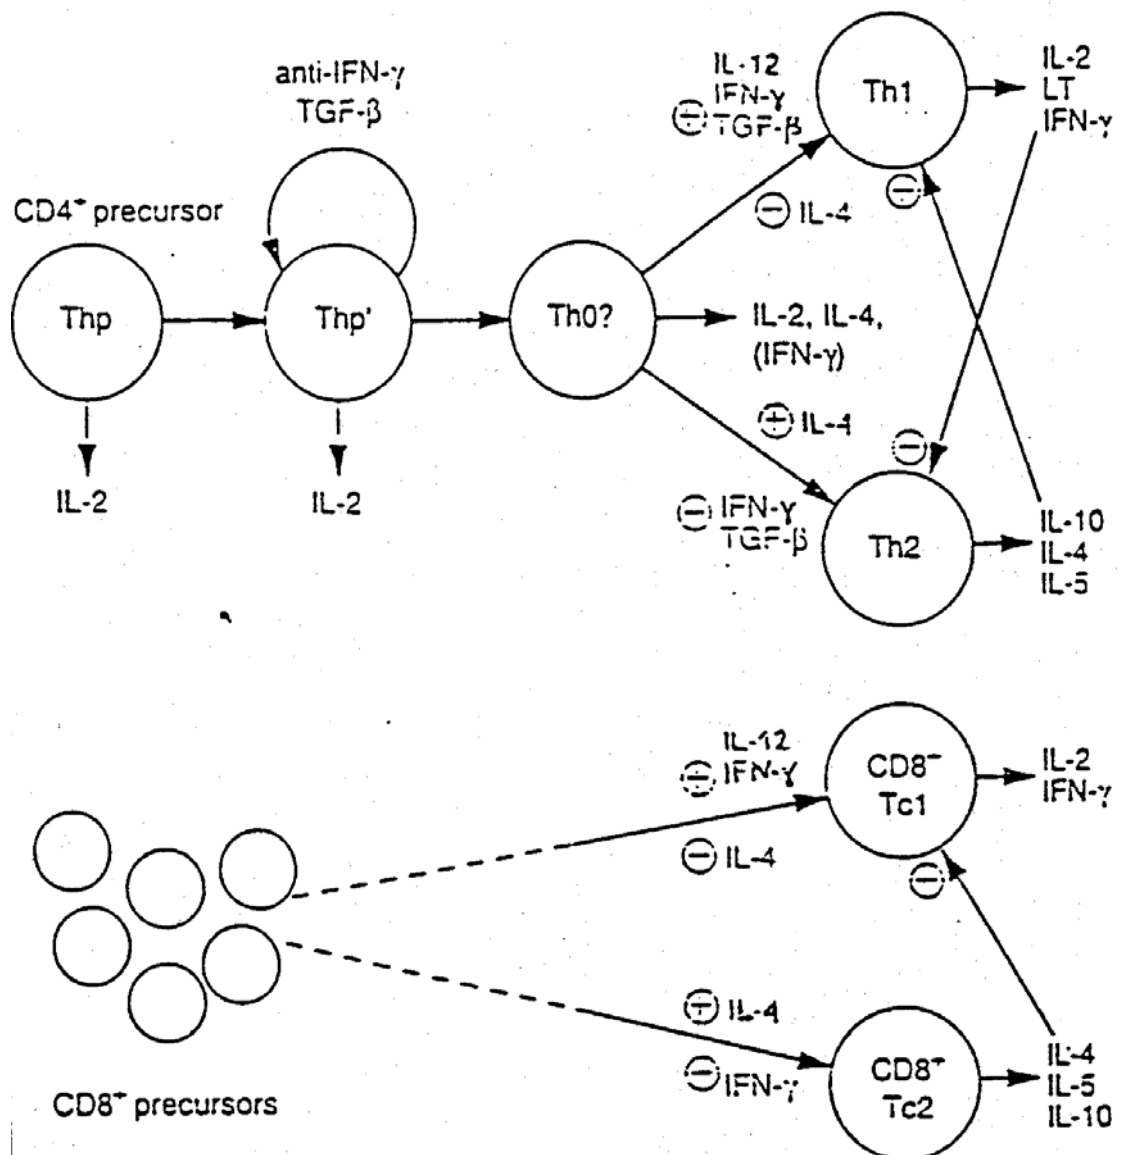 anti-IFN-γ
TGF-β
CD4⁺ precursor
Thp
IL-2
Thp'
IL-2
Th0?
IL-2, IL-4,
(IFN-γ)
IL-12
IFN-γ
⊕ TGF-β
⊖ IL-4
Th1
IL-2
LT
IFN-γ
⊖
⊕ IL-4
⊖ IFN-γ
TGF-β
⊖
Th2
IL-10
IL-4
IL-5
CD8⁺ precursors
IL-12
⊕ IFN-γ
⊖ IL-4
CD8⁻
Tc1
IL-2
IFN-γ
⊖
⊕ IL-4
⊖ IFN-γ
CD8⁺
Tc2
IL-4
IL-5
IL-10